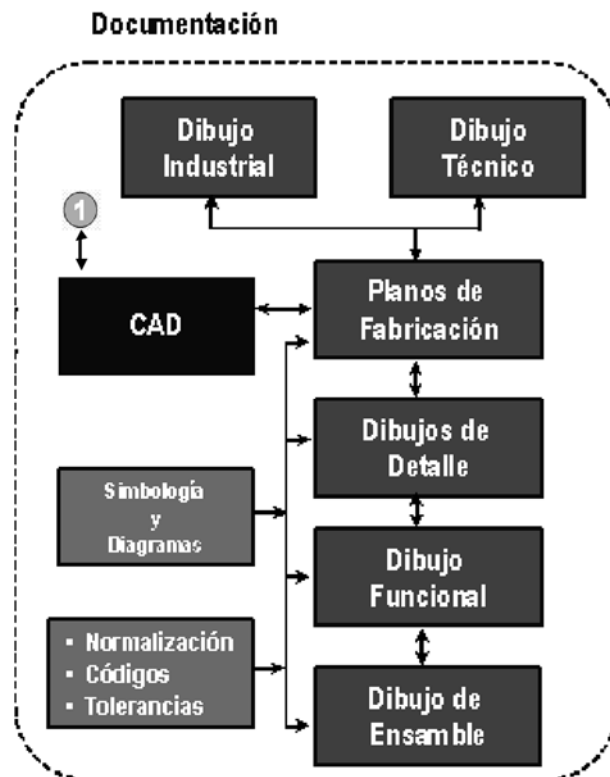 Documentación
Dibujo
Industrial
Dibujo
Técnico
1
CAD
Planos de
Fabricación
Dibujos de
Detalle
Simbología
y
Diagramas
Dibujo
Funcional
▪ Normalización
▪ Códigos
▪ Tolerancias
Dibujo de
Ensamble